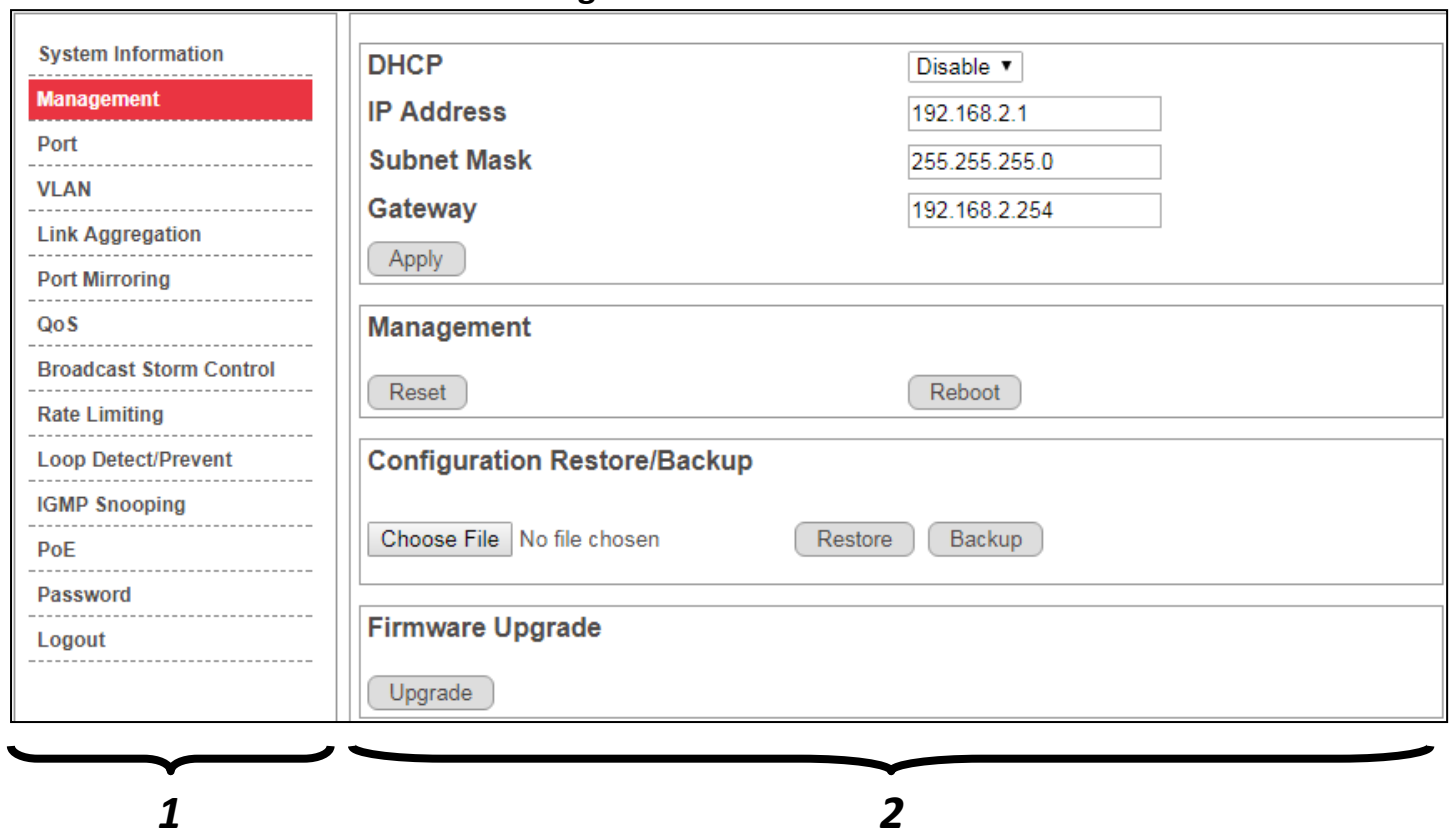 System Information
Management
Port
VLAN
Link Aggregation
Port Mirroring
QoS
Broadcast Storm Control
Rate Limiting
Loop Detect/Prevent
IGMP Snooping
PoE
Password
Logout
DHCP Disable ▼
IP Address 192.168.2.1
Subnet Mask 255.255.255.0
Gateway 192.168.2.254
Apply
Management
Reset Reboot
Configuration Restore/Backup
Choose File No file chosen Restore Backup
Firmware Upgrade
Upgrade
1 2